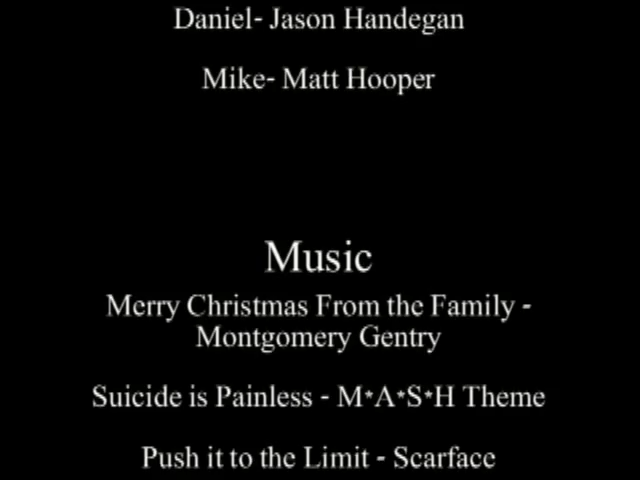 Daniel- Jason Handegan
Mike- Matt Hooper
Music
Merry Christmas From the Family -
Montgomery Gentry
Suicide is Painless - M*A*S*H Theme
Push it to the Limit - Scarface